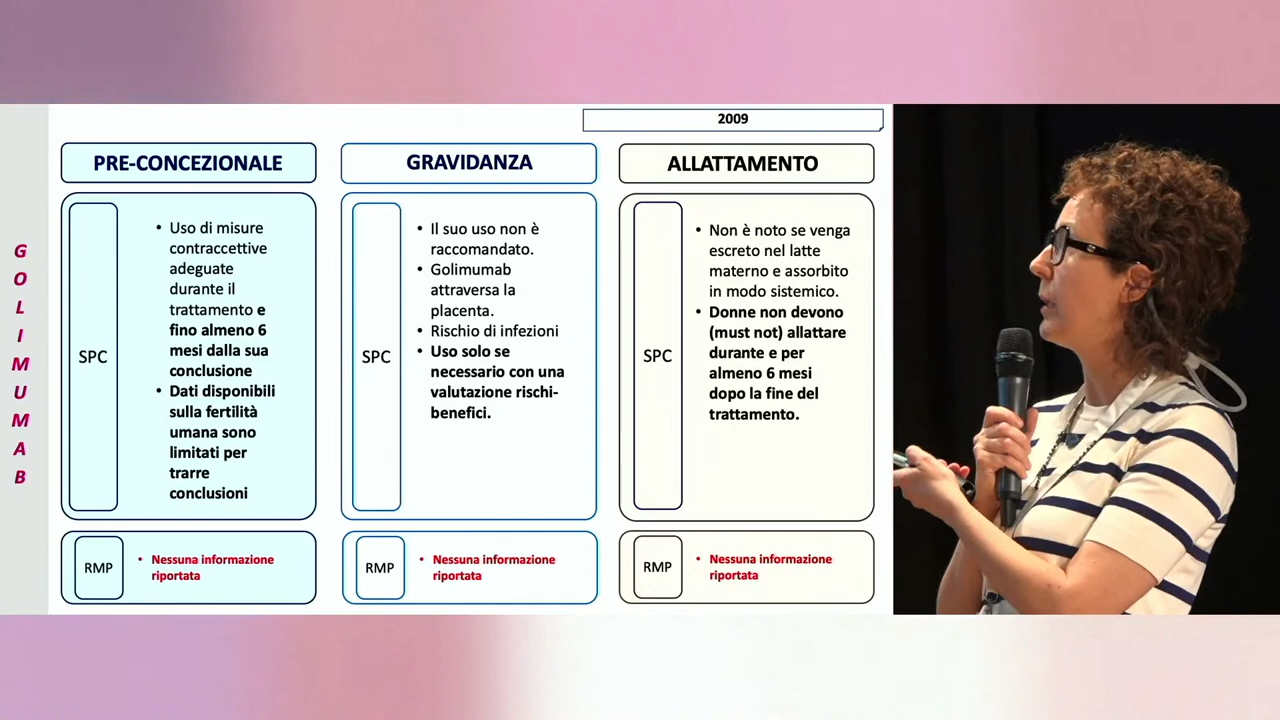 2009
GOLIMUMAB
PRE-CONCEZIONALE
SPC
• Uso di misure
contraccettive
adeguate
durante il
trattamento e
fino almeno 6
mesi dalla sua
conclusione
• Dati disponibili
sulla fertilità
umana sono
limitati per
trarre
conclusioni
RMP
• Nessuna informazione
riportata
GRAVIDANZA
SPC
• Il suo uso non è
raccomandato.
• Golimumab
attraversa la
placenta.
• Rischio di infezioni
• Uso solo se
necessario con una
valutazione rischi-
benefici.
RMP
• Nessuna informazione
riportata
ALLATTAMENTO
SPC
• Non è noto se venga
escreto nel latte
materno e assorbito
in modo sistemico.
• Donne non devono
(must not) allattare
durante e per
almeno 6 mesi
dopo la fine del
trattamento.
RMP
• Nessuna informazione
riportata